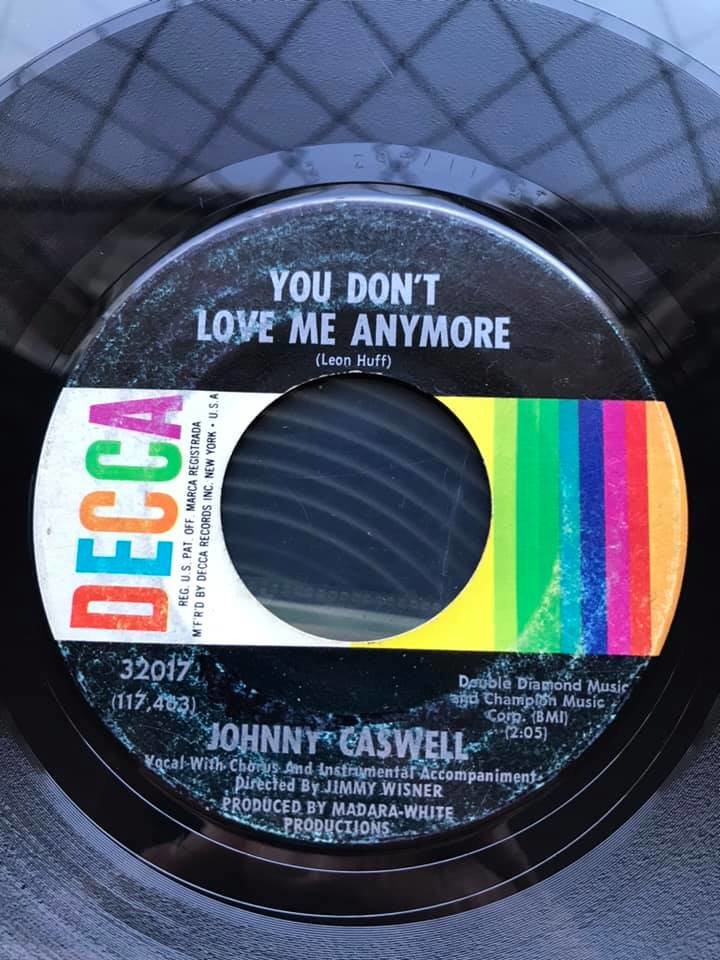 YOU DON'T
LOVE ME ANYMORE
(Leon Huff)
DECCA
REG. U.S. PAT. OFF. MARCA REGISTRADA
M'F'R'D BY DECCA RECORDS INC. NEW YORK • U.S.A
32017
(117,463)
Double Diamond Music
and Champion Music
Corp. (BMI)
(2:05)
JOHNNY CASWELL
Vocal With Chorus And Instrumental Accompaniment
Directed By JIMMY WISNER
PRODUCED BY MADARA-WHITE
PRODUCTIONS